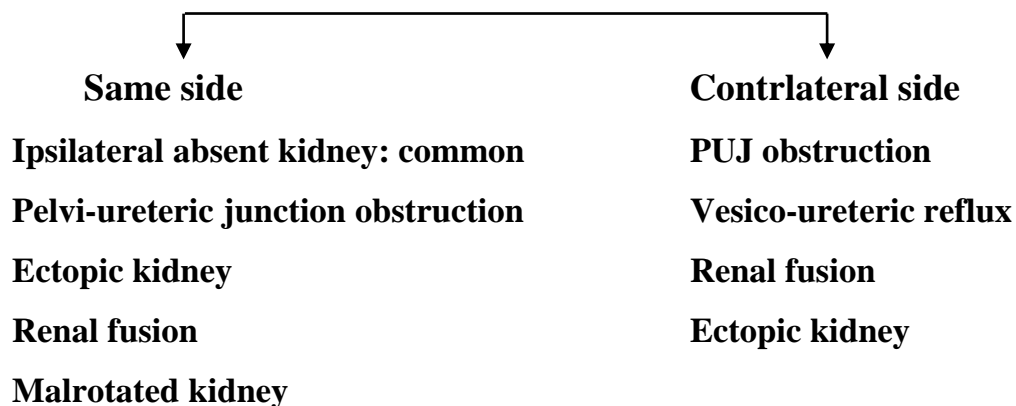 Same side
Ipsilateral absent kidney: common
Pelvi-ureteric junction obstruction
Ectopic kidney
Renal fusion
Malrotated kidney
Contrlateral side
PUJ obstruction
Vesico-ureteric reflux
Renal fusion
Ectopic kidney